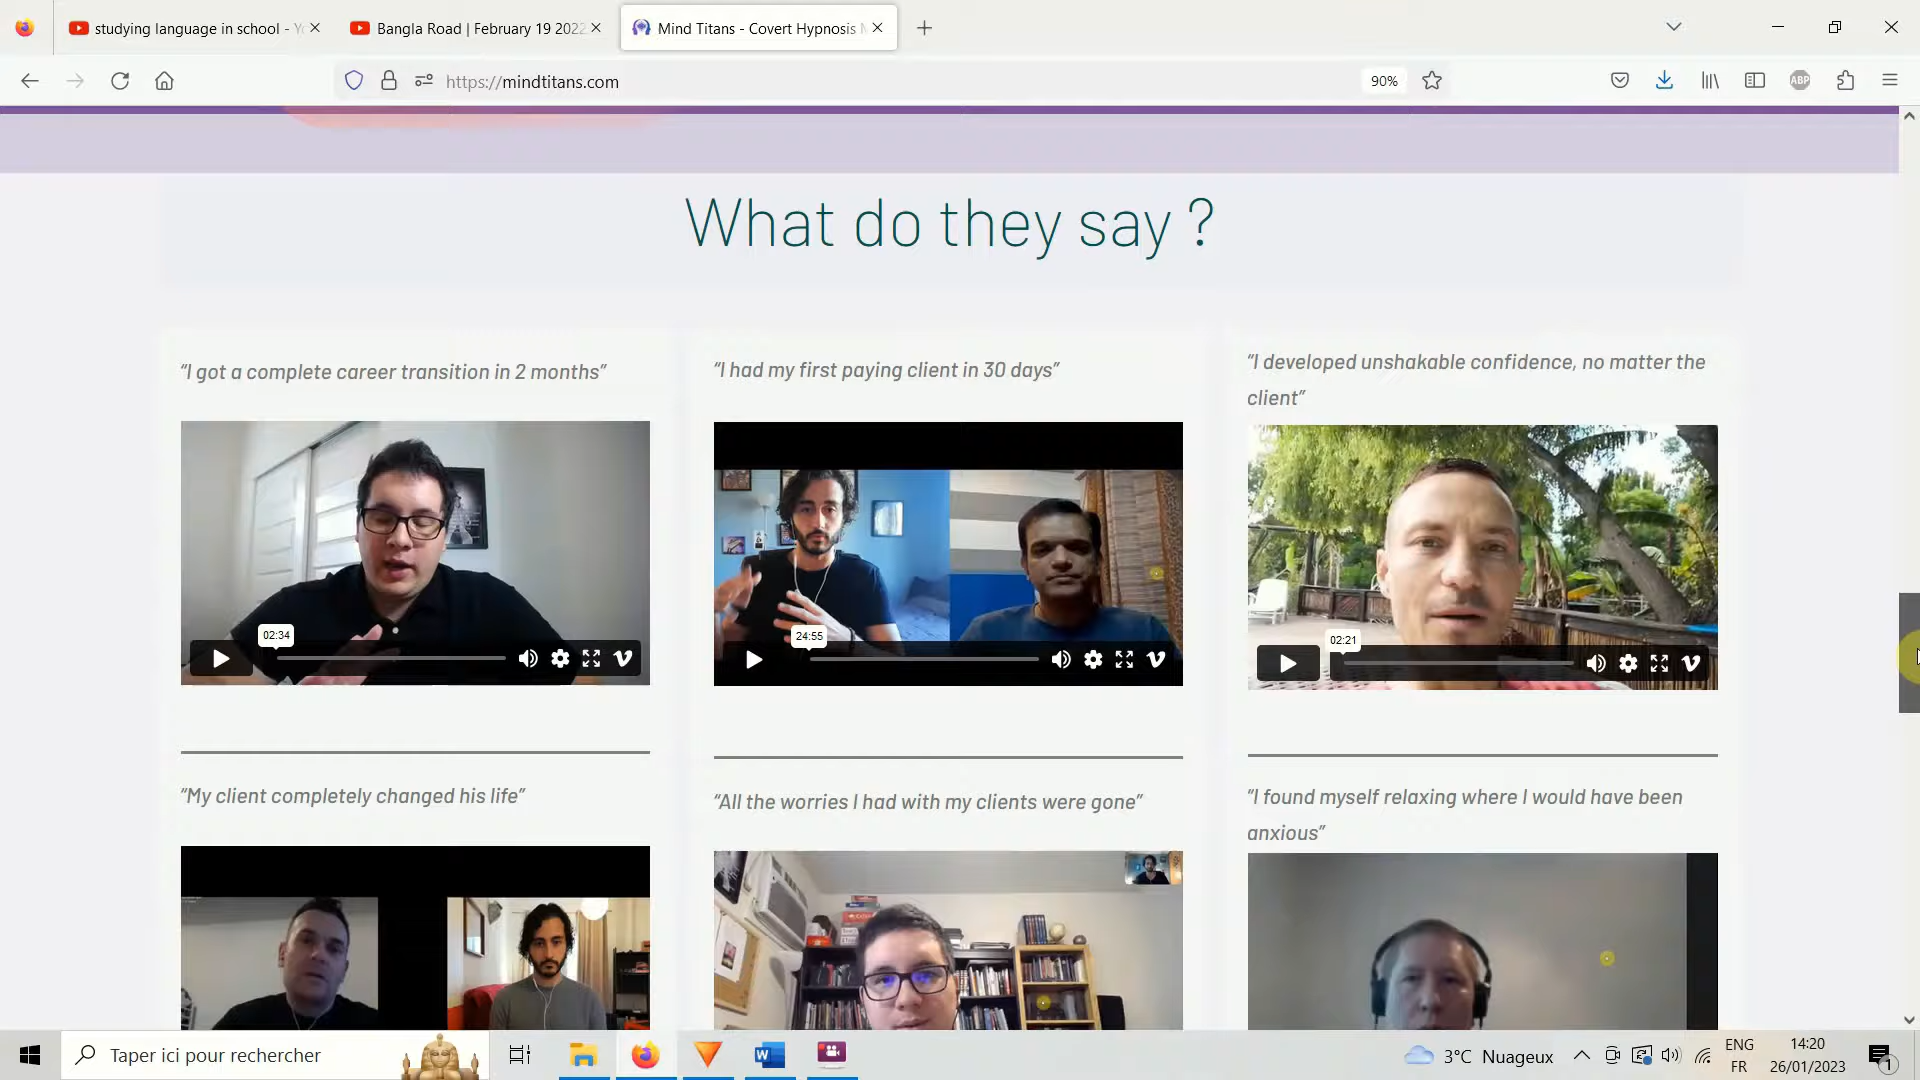 studying language in school - Yo
Bangla Road | February 19 2022
Mind Titans - Covert Hypnosis M
https://mindtitans.com
90%
ABP
What do they say ?
“I got a complete career transition in 2 months”
“I had my first paying client in 30 days”
“I developed unshakable confidence, no matter the
client”
02:34
24:55
02:21
“My client completely changed his life”
“All the worries I had with my clients were gone”
“I found myself relaxing where I would have been
anxious”
Taper ici pour rechercher
3°C Nuageux
ENG
FR
14:20
26/01/2023
1